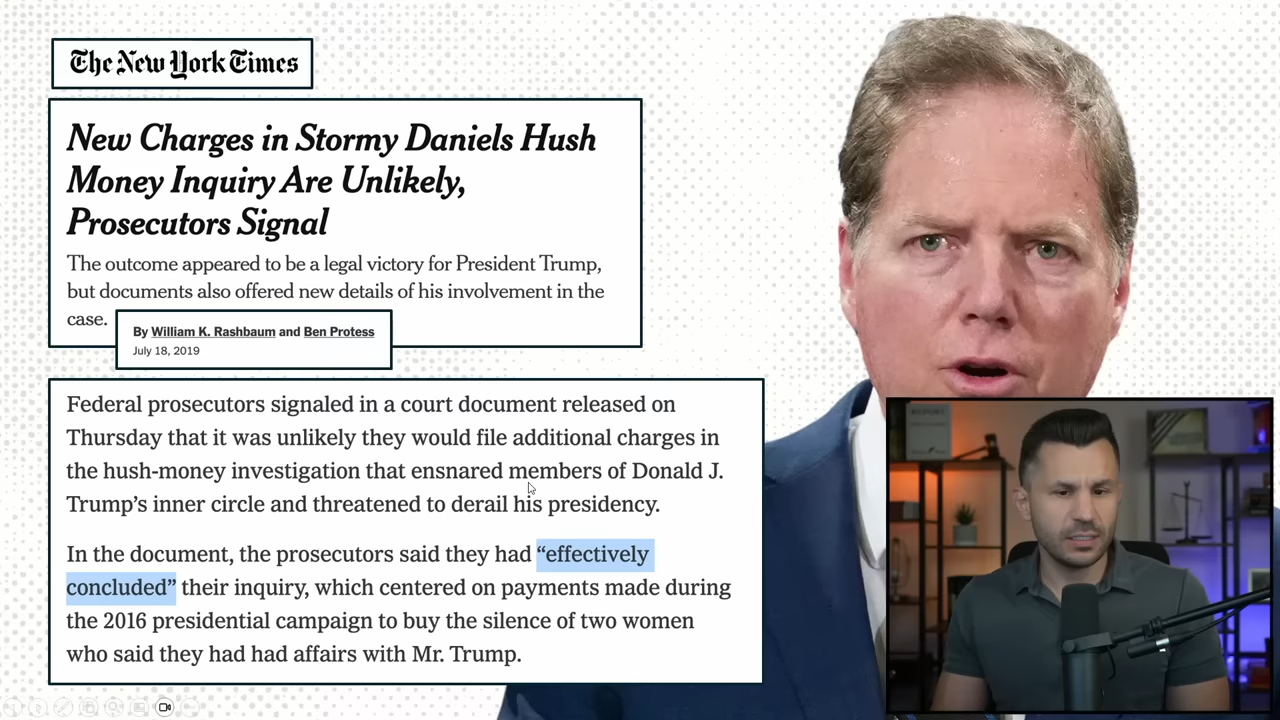 The New York Times
New Charges in Stormy Daniels Hush
Money Inquiry Are Unlikely,
Prosecutors Signal
The outcome appeared to be a legal victory for President Trump,
but documents also offered new details of his involvement in the
case.
By William K. Rashbaum and Ben Protess
July 18, 2019
Federal prosecutors signaled in a court document released on
Thursday that it was unlikely they would file additional charges in
the hush-money investigation that ensnared members of Donald J.
Trump’s inner circle and threatened to derail his presidency.
In the document, the prosecutors said they had “effectively
concluded” their inquiry, which centered on payments made during
the 2016 presidential campaign to buy the silence of two women
who said they had had affairs with Mr. Trump.
REPORT